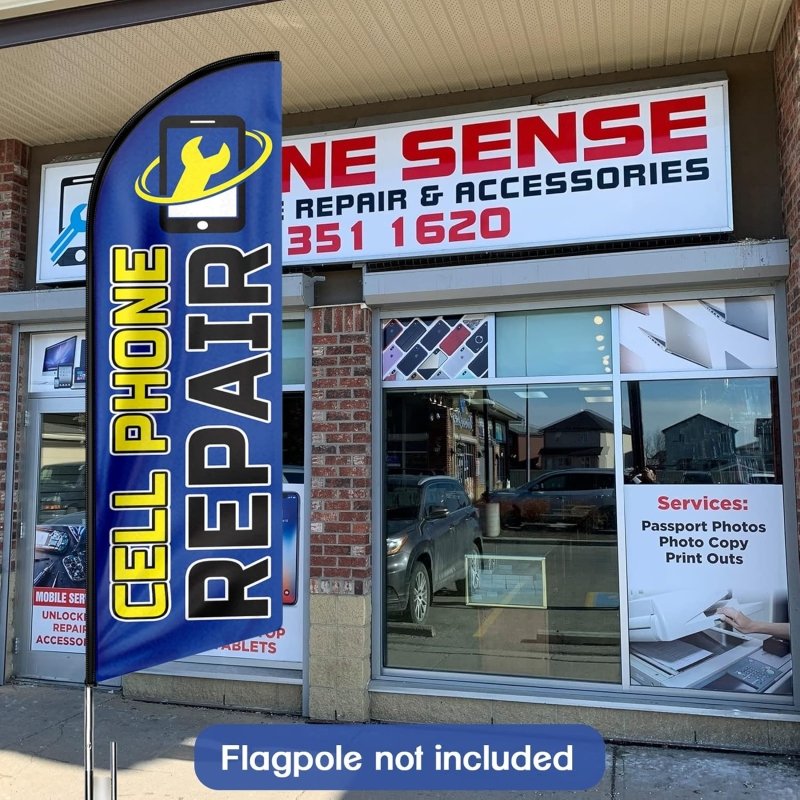 CELL PHONE
REPAIR
NE SENSE
REPAIR & ACCESSORIES
351 1620
Services:
Passport Photos
Photo Copy
Print Outs
MOBILE SER
UNLOCK
REPAIR
ACCESSO
TOP
TABLETS
Flagpole not included